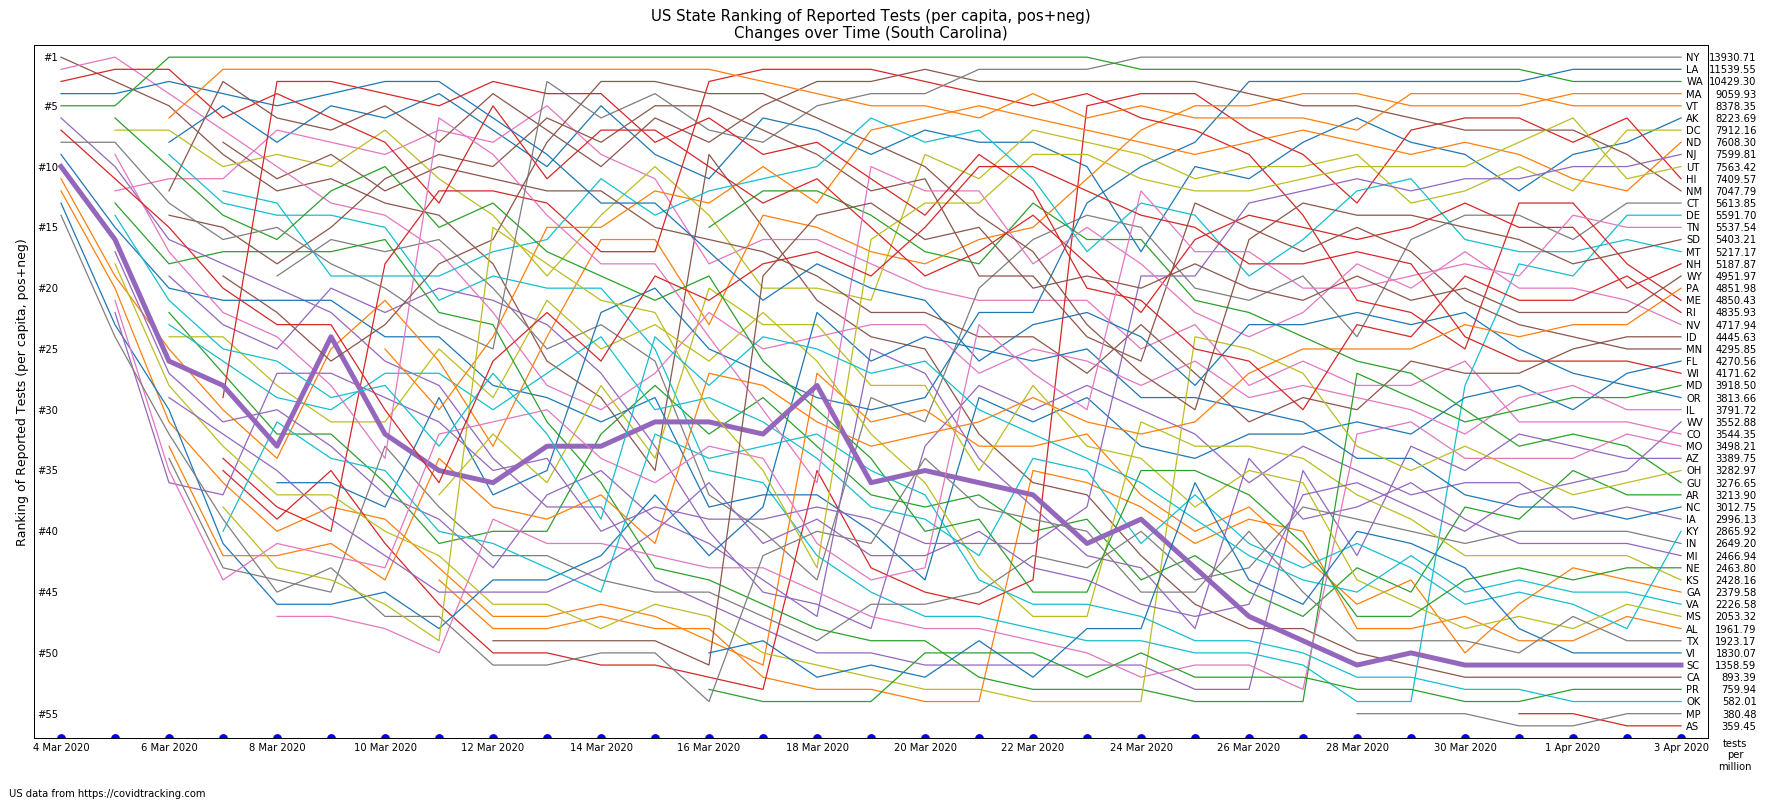 US State Ranking of Reported Tests (per capita, pos+neg)
Changes over Time (South Carolina)
Ranking of Reported Tests (per capita, pos+neg)
#1
#5
#10
#15
#20
#25
#30
#35
#40
#45
#50
#55
NY 13930.71
LA 11539.55
WA 10429.30
MA 9059.93
VT 8378.35
AK 8223.69
DC 7912.16
ND 7608.30
NJ 7599.81
UT 7563.42
HI 7409.57
NM 7047.79
CT 5613.85
DE 5591.70
TN 5537.54
SD 5403.21
MT 5217.17
NH 5187.87
WY 4951.97
PA 4851.98
ME 4850.43
RI 4835.93
NV 4717.94
ID 4445.63
MN 4295.85
FL 4270.56
WI 4171.62
MD 3918.50
OR 3813.66
IL 3791.72
WV 3552.88
CO 3544.35
MO 3498.21
AZ 3389.75
OH 3282.97
GU 3276.65
AR 3213.90
NC 3012.75
IA 2996.13
KY 2865.92
IN 2649.20
MI 2466.94
NE 2463.80
KS 2428.16
GA 2379.58
VA 2226.58
MS 2053.32
AL 1961.79
TX 1923.17
VI 1830.07
SC 1358.59
CA 893.39
PR 759.94
OK 582.01
MP 380.48
AS 359.45
4 Mar 2020 6 Mar 2020 8 Mar 2020 10 Mar 2020 12 Mar 2020 14 Mar 2020 16 Mar 2020 18 Mar 2020 20 Mar 2020 22 Mar 2020 24 Mar 2020 26 Mar 2020 28 Mar 2020 30 Mar 2020 1 Apr 2020 3 Apr 2020
tests
per
million
US data from https://covidtracking.com